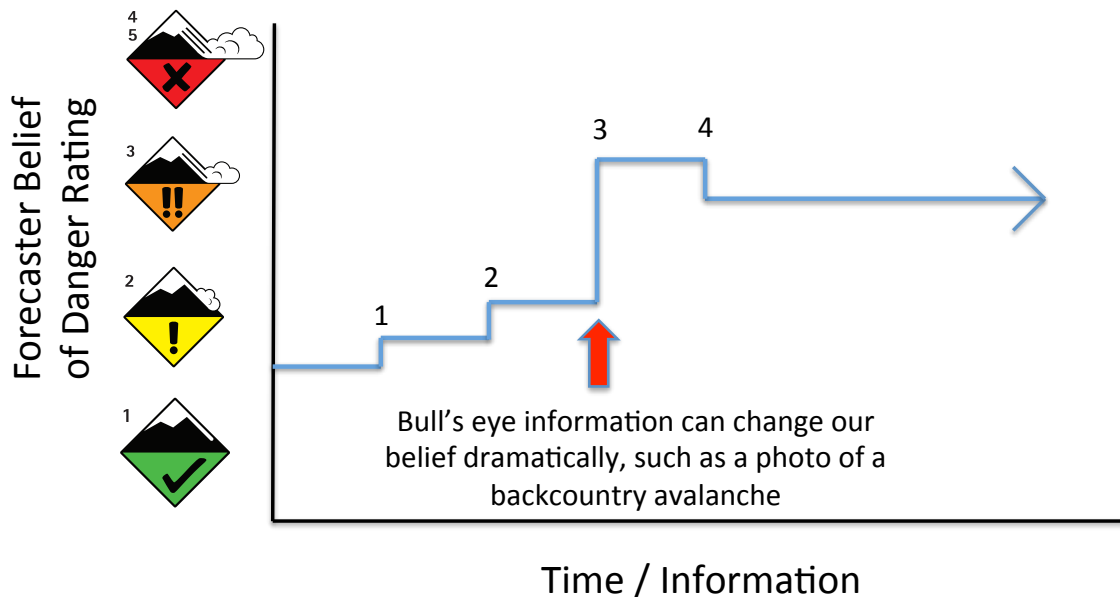 4
5
3
2
1
Forecaster Belief
of Danger Rating
!!
!
1
2
3
4
Bull's eye information can change our
belief dramatically, such as a photo of a
backcountry avalanche
Time / Information